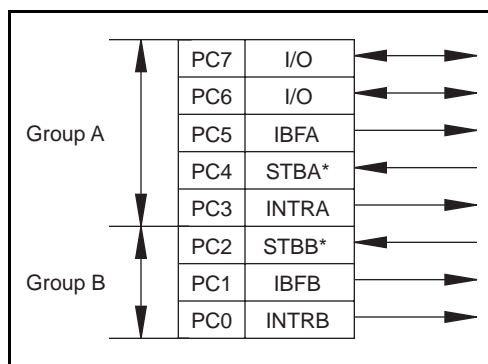 PC7 I/O
PC6 I/O
Group A PC5 IBFA
PC4 STBA*
PC3 INTRA
PC2 STBB*
Group B PC1 IBFB
PC0 INTRB